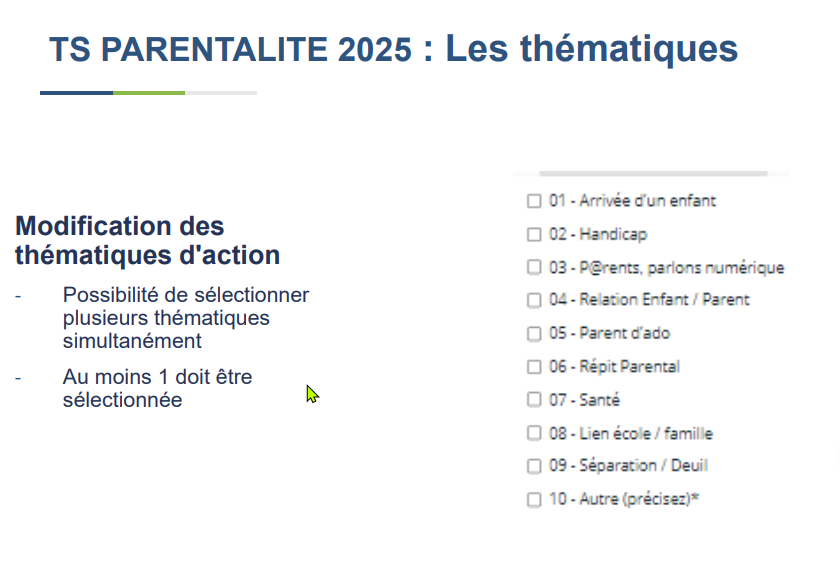 TS PARENTALITE 2025 : Les thématiques
Modification des
thématiques d'action
- Possibilité de sélectionner
plusieurs thématiques
simultanément
- Au moins 1 doit être
sélectionnée
01 - Arrivée d'un enfant
02 - Handicap
03 - P@rents, parlons numérique
04 - Relation Enfant / Parent
05 - Parent d'ado
06 - Répit Parental
07 - Santé
08 - Lien école / famille
09 - Séparation / Deuil
10 - Autre (précisez)*